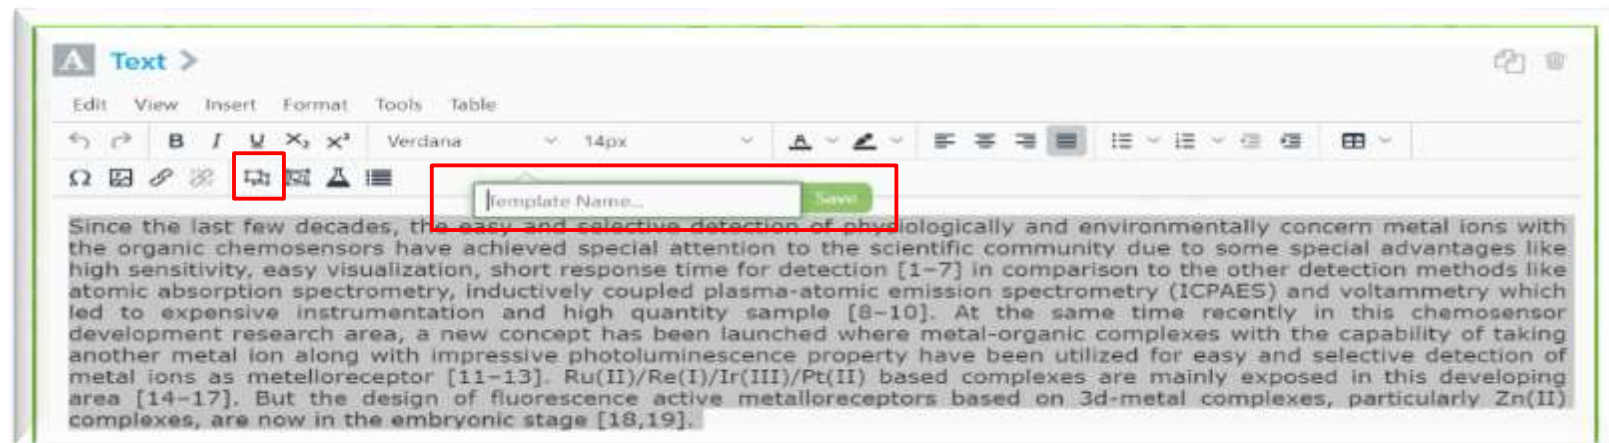 A Text >
Edit View Insert Format Tools Table
B I U X₂ X² Verdana 14px A
Ω
Template Name... Save
Since the last few decades, the easy and selective detection of physiologically and environmentally concern metal ions with
the organic chemosensors have achieved special attention to the scientific community due to some special advantages like
high sensitivity, easy visualization, short response time for detection [1–7] in comparison to the other detection methods like
atomic absorption spectrometry, inductively coupled plasma-atomic emission spectrometry (ICPAES) and voltammetry which
led to expensive instrumentation and high quantity sample [8–10]. At the same time recently in this chemosensor
development research area, a new concept has been launched where metal-organic complexes with the capability of taking
another metal ion along with impressive photoluminescence property have been utilized for easy and selective detection of
metal ions as metelloreceptor [11–13]. Ru(II)/Re(I)/Ir(III)/Pt(II) based complexes are mainly exposed in this developing
area [14–17]. But the design of fluorescence active metalloreceptors based on 3d-metal complexes, particularly Zn(II)
complexes, are now in the embryonic stage [18,19].